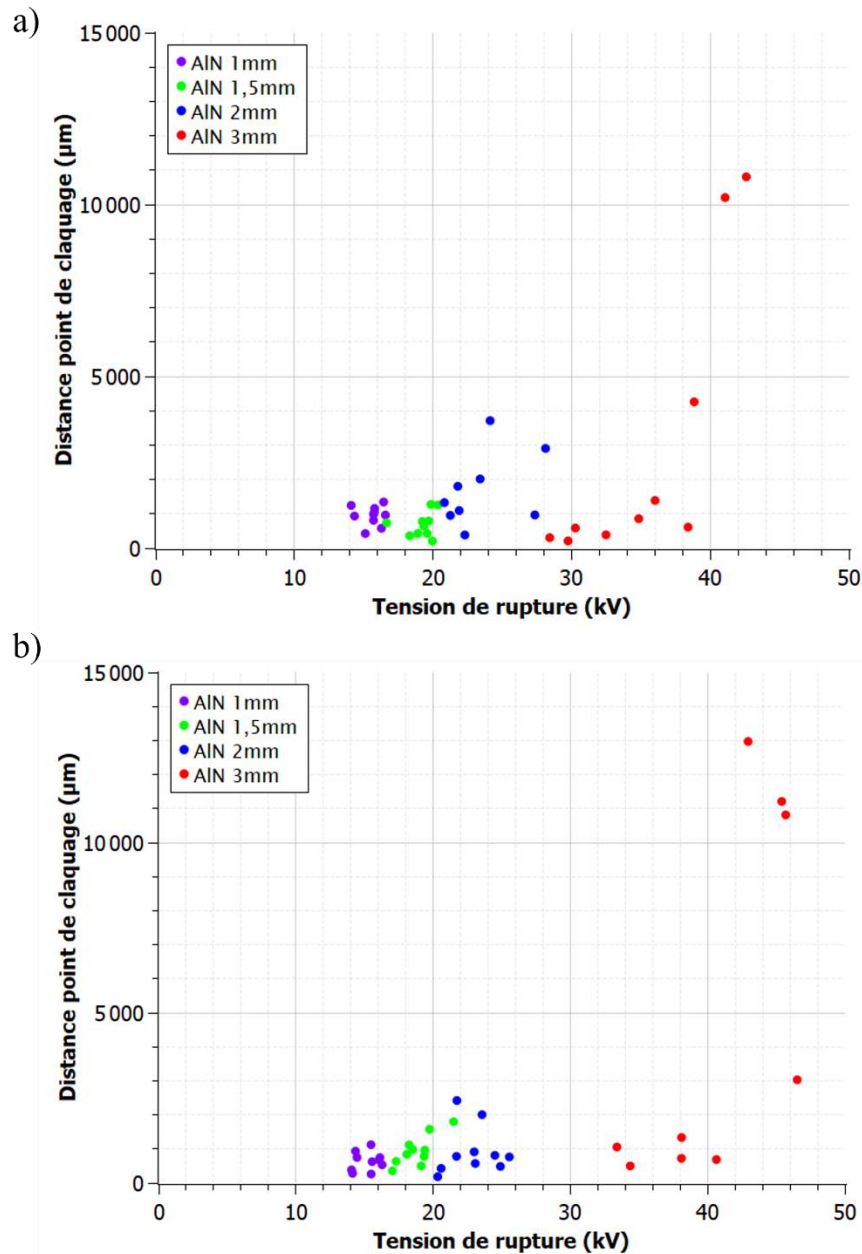 a)
15 000
AlN 1mm
AlN 1,5mm
AlN 2mm
AlN 3mm
10 000
5 000
0
Distance point de claquage (µm)
0 10 20 30 40 50
Tension de rupture (kV)
b)
15 000
AlN 1mm
AlN 1,5mm
AlN 2mm
AlN 3mm
10 000
5 000
0
Distance point de claquage (µm)
0 10 20 30 40 50
Tension de rupture (kV)